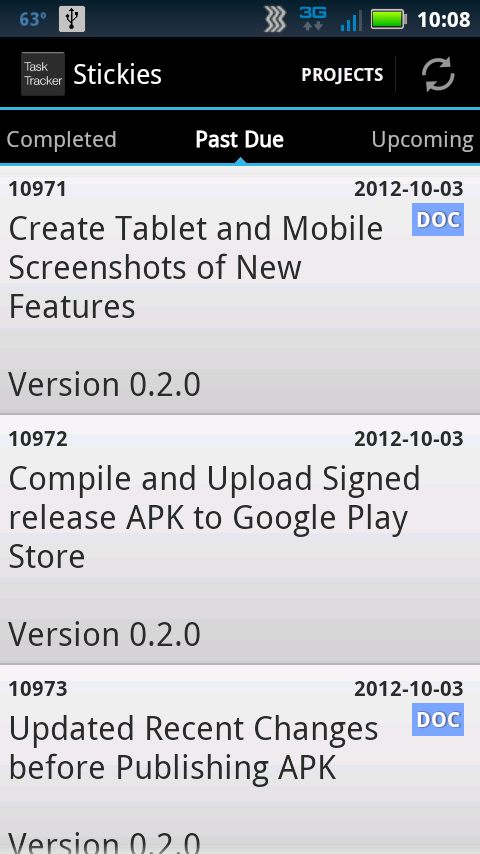 63°
3G
10:08
Task
Tracker
Stickies
PROJECTS
Completed
Past Due
Upcoming
10971
2012-10-03
DOC
Create Tablet and Mobile
Screenshots of New
Features
Version 0.2.0
10972
2012-10-03
Compile and Upload Signed
release APK to Google Play
Store
Version 0.2.0
10973
2012-10-03
DOC
Updated Recent Changes
before Publishing APK
Version 0.2.0